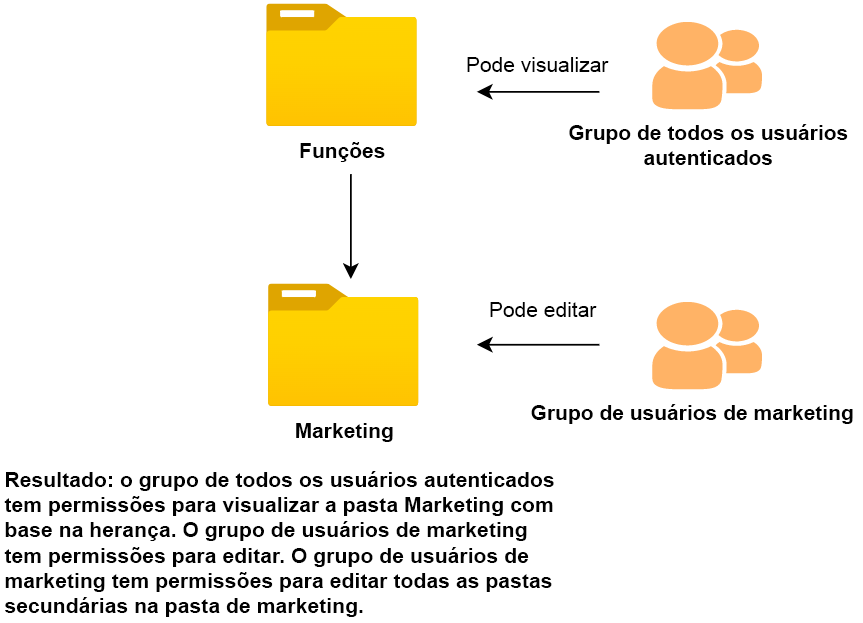 Pode visualizar
Grupo de todos os usuários
autenticados
Funções
Pode editar
Grupo de usuários de marketing
Marketing
Resultado: o grupo de todos os usuários autenticados
tem permissões para visualizar a pasta Marketing com
base na herança. O grupo de usuários de marketing
tem permissões para editar. O grupo de usuários de
marketing tem permissões para editar todas as pastas
secundárias na pasta de marketing.